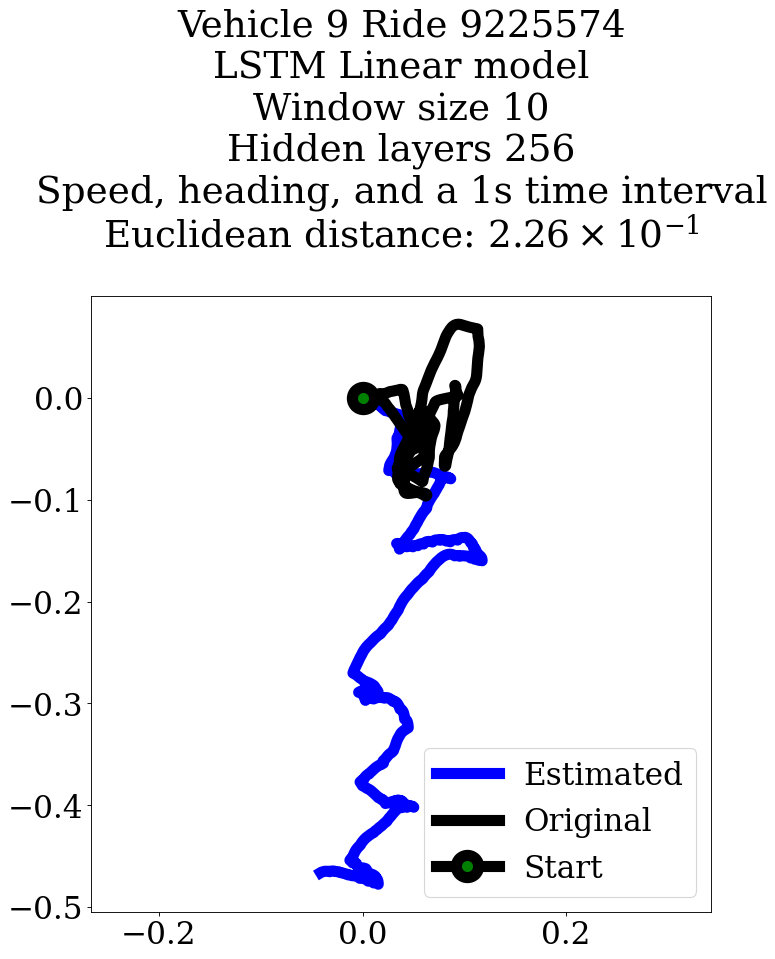 Vehicle 9 Ride 9225574
LSTM Linear model
Window size 10
Hidden layers 256
Speed, heading, and a 1s time interval
Euclidean distance: 2.26 × 10⁻¹
0.0
−0.1
−0.2
−0.3
−0.4
−0.5
−0.2 0.0 0.2
Estimated
Original
Start